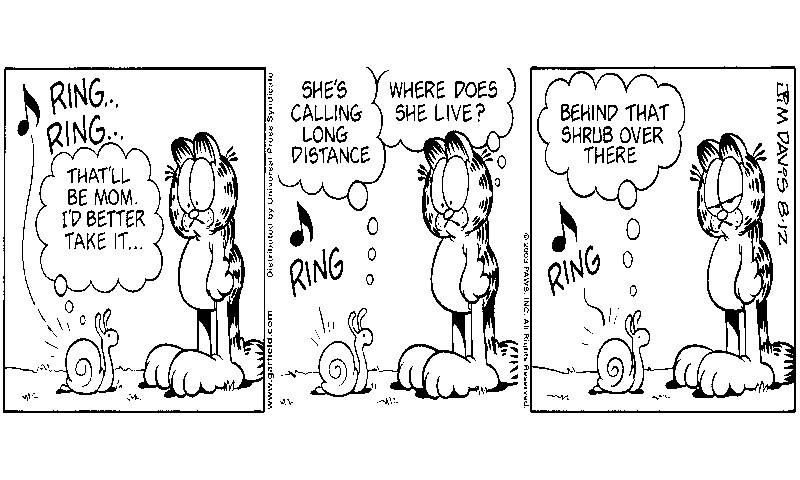 RING...
RING...
THAT'LL
BE MOM.
I'D BETTER
TAKE IT...
www.garfield.com
Distributed by Universal Press Syndicate
SHE'S
CALLING
LONG
DISTANCE
WHERE DOES
SHE LIVE?
RING
© 2003 PAWS, INC. All Rights Reserved.
BEHIND THAT
SHRUB OVER
THERE
RING
JIM DAVIS 8.12